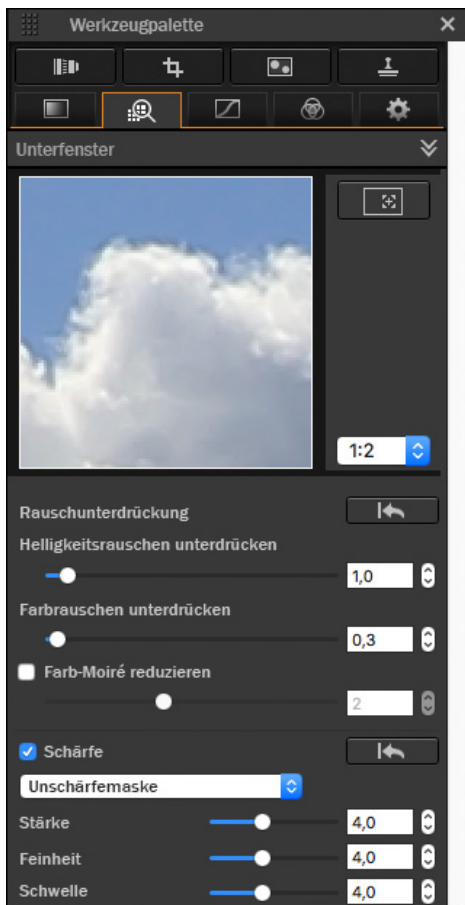 Werkzeugpalette
Unterfenster
1:2
Rauschunterdrückung
Helligkeitsrauschen unterdrücken
1,0
Farbrauschen unterdrücken
0,3
Farb-Moiré reduzieren
2
Schärfe
Unschärfemaske
Stärke 4,0
Feinheit 4,0
Schwelle 4,0